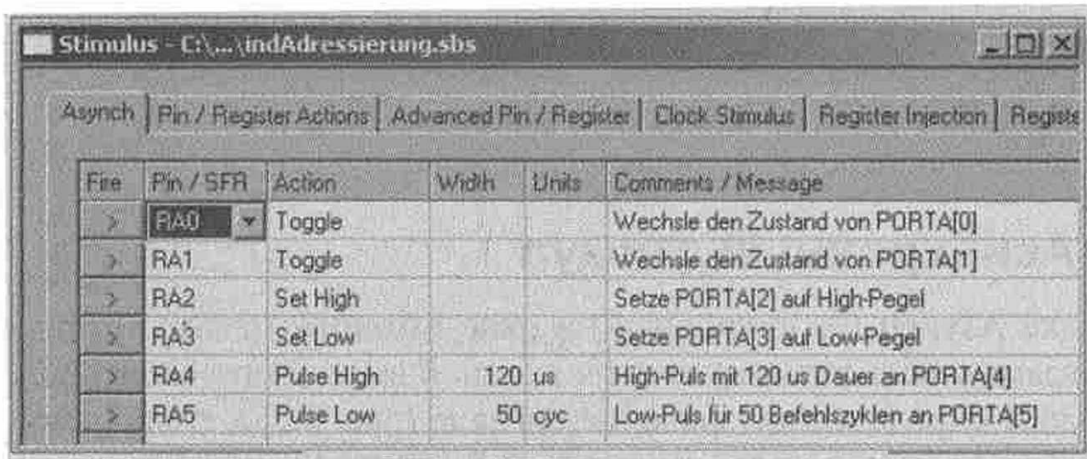 Stimulus - C:\...\indAdressierung.sbs
Asynch Pin / Register Actions Advanced Pin / Register Clock Stimulus Register Injection Registe
Fire Pin / SFR Action Width Units Comments / Message
> RA0 Toggle Wechsle den Zustand von PORTA[0]
> RA1 Toggle Wechsle den Zustand von PORTA[1]
> RA2 Set High Setze PORTA[2] auf High-Pegel
> RA3 Set Low Setze PORTA[3] auf Low-Pegel
> RA4 Pulse High 120 us High-Puls mit 120 us Dauer an PORTA[4]
> RA5 Pulse Low 50 cyc Low-Puls für 50 Befehlszyklen an PORTA[5]